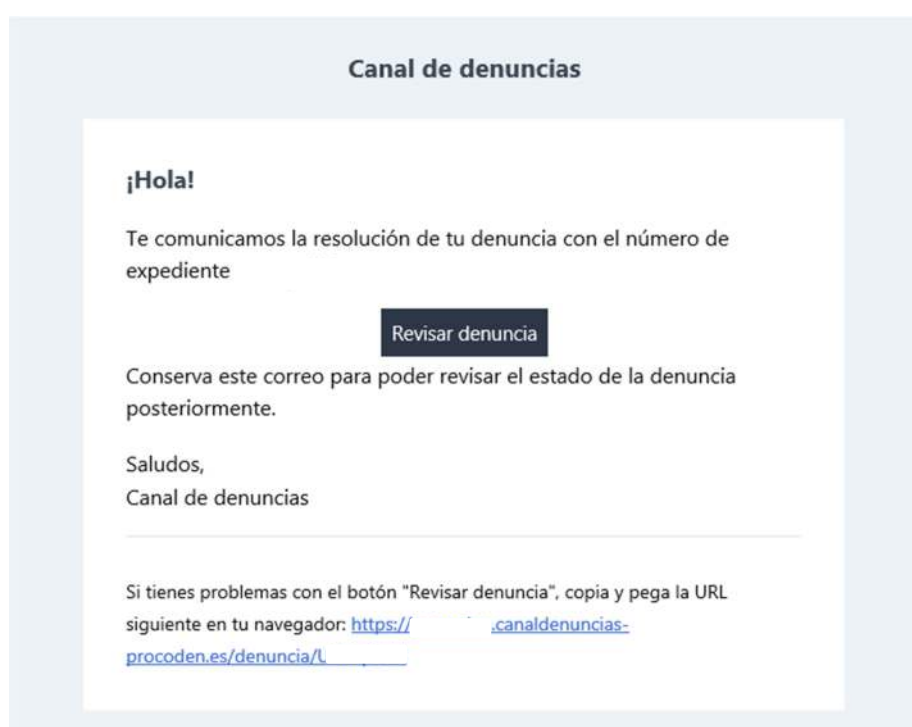 Canal de denuncias
¡Hola!
Te comunicamos la resolución de tu denuncia con el número de
expediente
Revisar denuncia
Conserva este correo para poder revisar el estado de la denuncia
posteriormente.
Saludos,
Canal de denuncias
Si tienes problemas con el botón "Revisar denuncia", copia y pega la URL
siguiente en tu navegador: https:// .canaldenuncias-
procoden.es/denuncia/